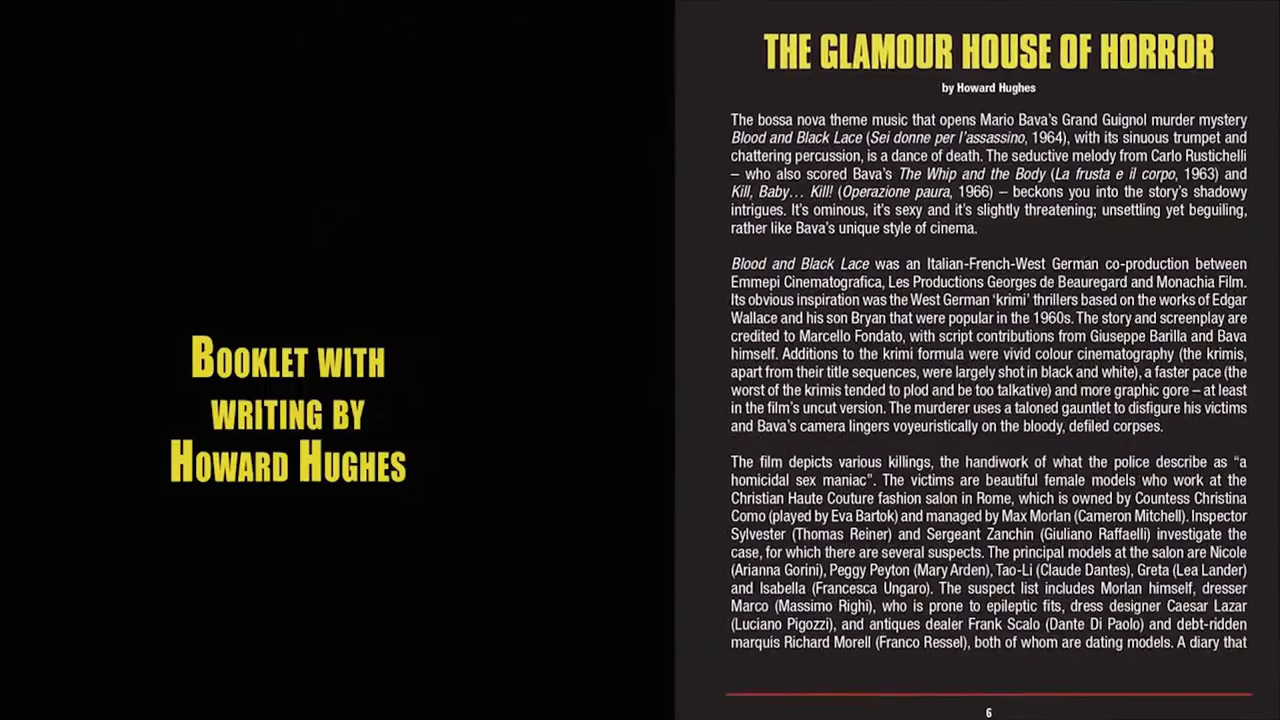 BOOKLET WITH
WRITING BY
HOWARD HUGHES
THE GLAMOUR HOUSE OF HORROR
by Howard Hughes
The bossa nova theme music that opens Mario Bava's Grand Guignol murder mystery
Blood and Black Lace (Sei donne per l'assassino, 1964), with its sinuous trumpet and
chattering percussion, is a dance of death. The seductive melody from Carlo Rustichelli
– who also scored Bava's The Whip and the Body (La frusta e il corpo, 1963) and
Kill, Baby… Kill! (Operazione paura, 1966) – beckons you into the story's shadowy
intrigues. It's ominous, it's sexy and it's slightly threatening; unsettling yet beguiling,
rather like Bava's unique style of cinema.
Blood and Black Lace was an Italian-French-West German co-production between
Emmepi Cinematografica, Les Productions Georges de Beauregard and Monachia Film.
Its obvious inspiration was the West German 'krimi' thrillers based on the works of Edgar
Wallace and his son Bryan that were popular in the 1960s. The story and screenplay are
credited to Marcello Fondato, with script contributions from Giuseppe Barilla and Bava
himself. Additions to the krimi formula were vivid colour cinematography (the krimis,
apart from their title sequences, were largely shot in black and white), a faster pace (the
worst of the krimis tended to plod and be too talkative) and more graphic gore – at least
in the film's uncut version. The murderer uses a taloned gauntlet to disfigure his victims
and Bava's camera lingers voyeuristically on the bloody, defiled corpses.
The film depicts various killings, the handiwork of what the police describe as "a
homicidal sex maniac". The victims are beautiful female models who work at the
Christian Haute Couture fashion salon in Rome, which is owned by Countess Christina
Como (played by Eva Bartok) and managed by Max Morlan (Cameron Mitchell). Inspector
Sylvester (Thomas Reiner) and Sergeant Zanchin (Giuliano Raffaelli) investigate the
case, for which there are several suspects. The principal models at the salon are Nicole
(Arianna Gorini), Peggy Peyton (Mary Arden), Tao-Li (Claude Dantes), Greta (Lea Lander)
and Isabella (Francesca Ungaro). The suspect list includes Morlan himself, dresser
Marco (Massimo Righi), who is prone to epileptic fits, dress designer Caesar Lazar
(Luciano Pigozzi), and antiques dealer Frank Scalo (Dante Di Paolo) and debt-ridden
marquis Richard Morell (Franco Ressel), both of whom are dating models. A diary that
6